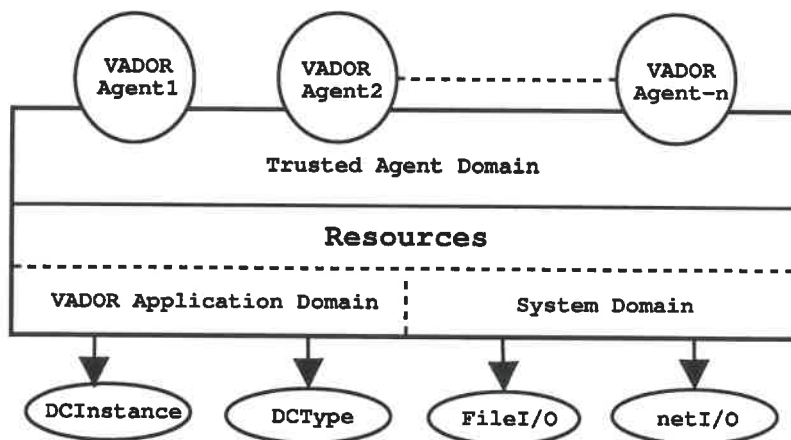 VADOR
Agent1
VADOR
Agent2
VADOR
Agent-n
Trusted Agent Domain
Resources
VADOR Application Domain
System Domain
DCInstance
DCType
FileI/O
netI/O